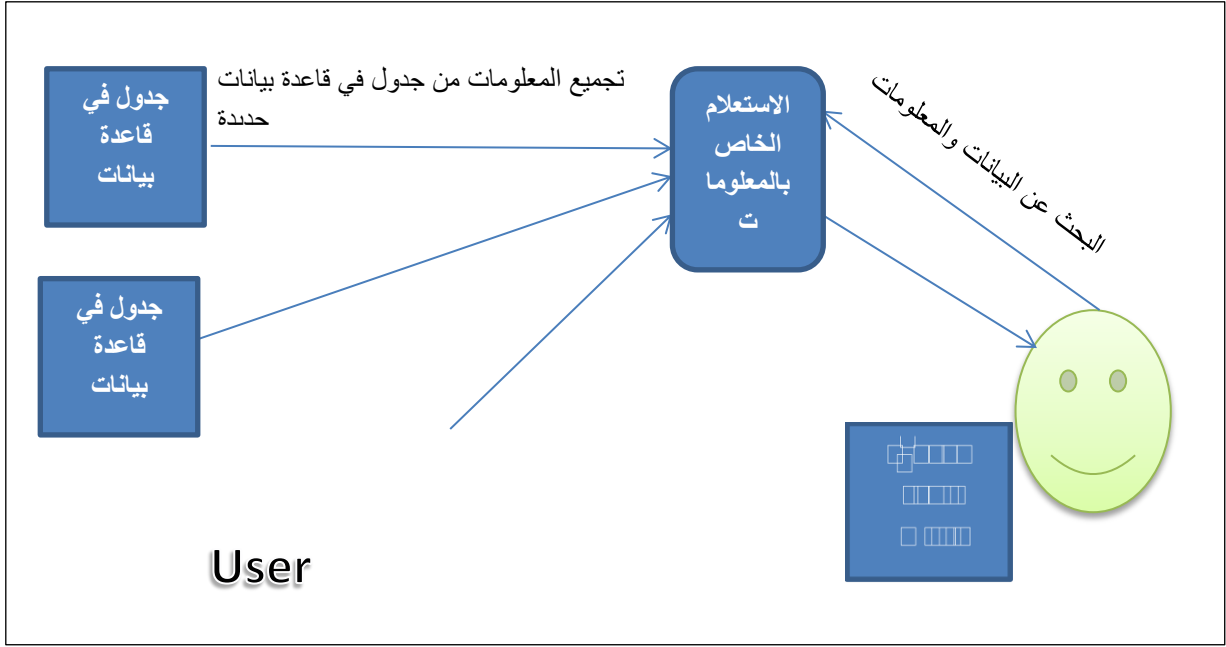 جدول في
قاعدة
بيانات
تجميع المعلومات من جدول في قاعدة بيانات
جديدة
الاستعلام
الخاص
بالمعلوما
ت
البحث عن البيانات والمعلومات
جدول في
قاعدة
بيانات
User